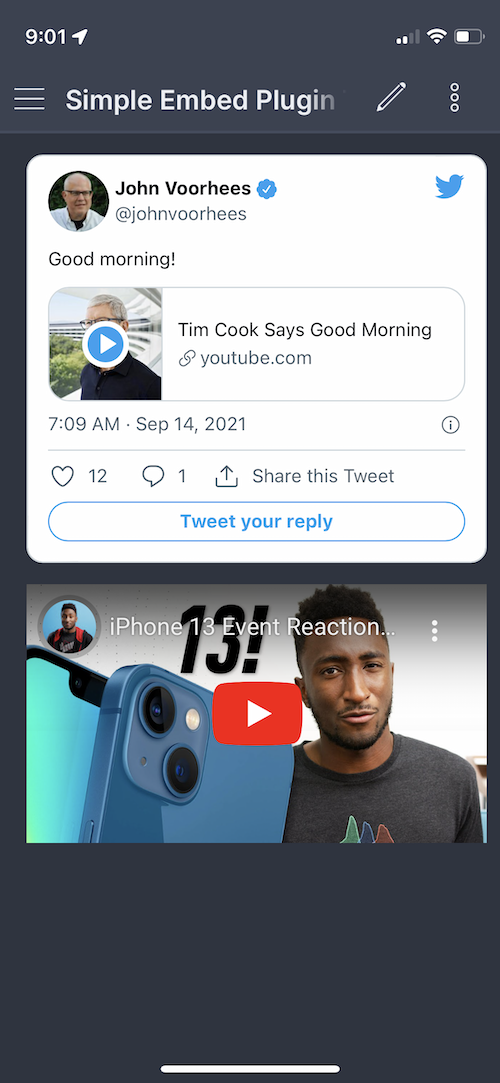 9:01
Simple Embed Plugin
John Voorhees
@johnvoorhees
Good morning!
Tim Cook Says Good Morning
youtube.com
7:09 AM · Sep 14, 2021
12
1
Share this Tweet
Tweet your reply
iPhone 13 Event Reaction...
13!